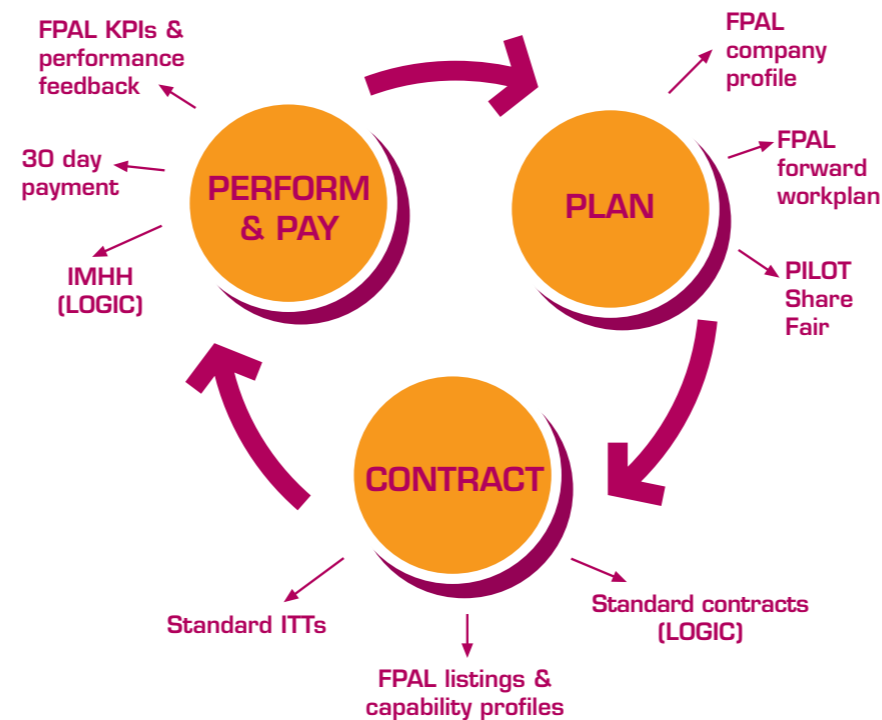 FPAL KPIs &
performance
feedback
30 day
payment
IMHH
(LOGIC)
PERFORM
& PAY
PLAN
FPAL
company
profile
FPAL
forward
workplan
PILOT
Share
Fair
CONTRACT
Standard ITTs
FPAL listings &
capability profiles
Standard contracts
(LOGIC)